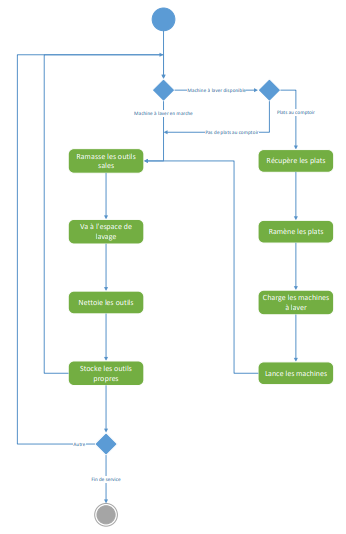 Machine à laver disponible
Machine à laver en marche
Plats au comptoir
Pas de plats au comptoir
Ramasse les outils
sales
Récupère les plats
Va à l'espace de
lavage
Ramène les plats
Nettoie les outils
Charge les machines
à laver
Stocke les outils
propres
Lance les machines
Autre
Fin de service